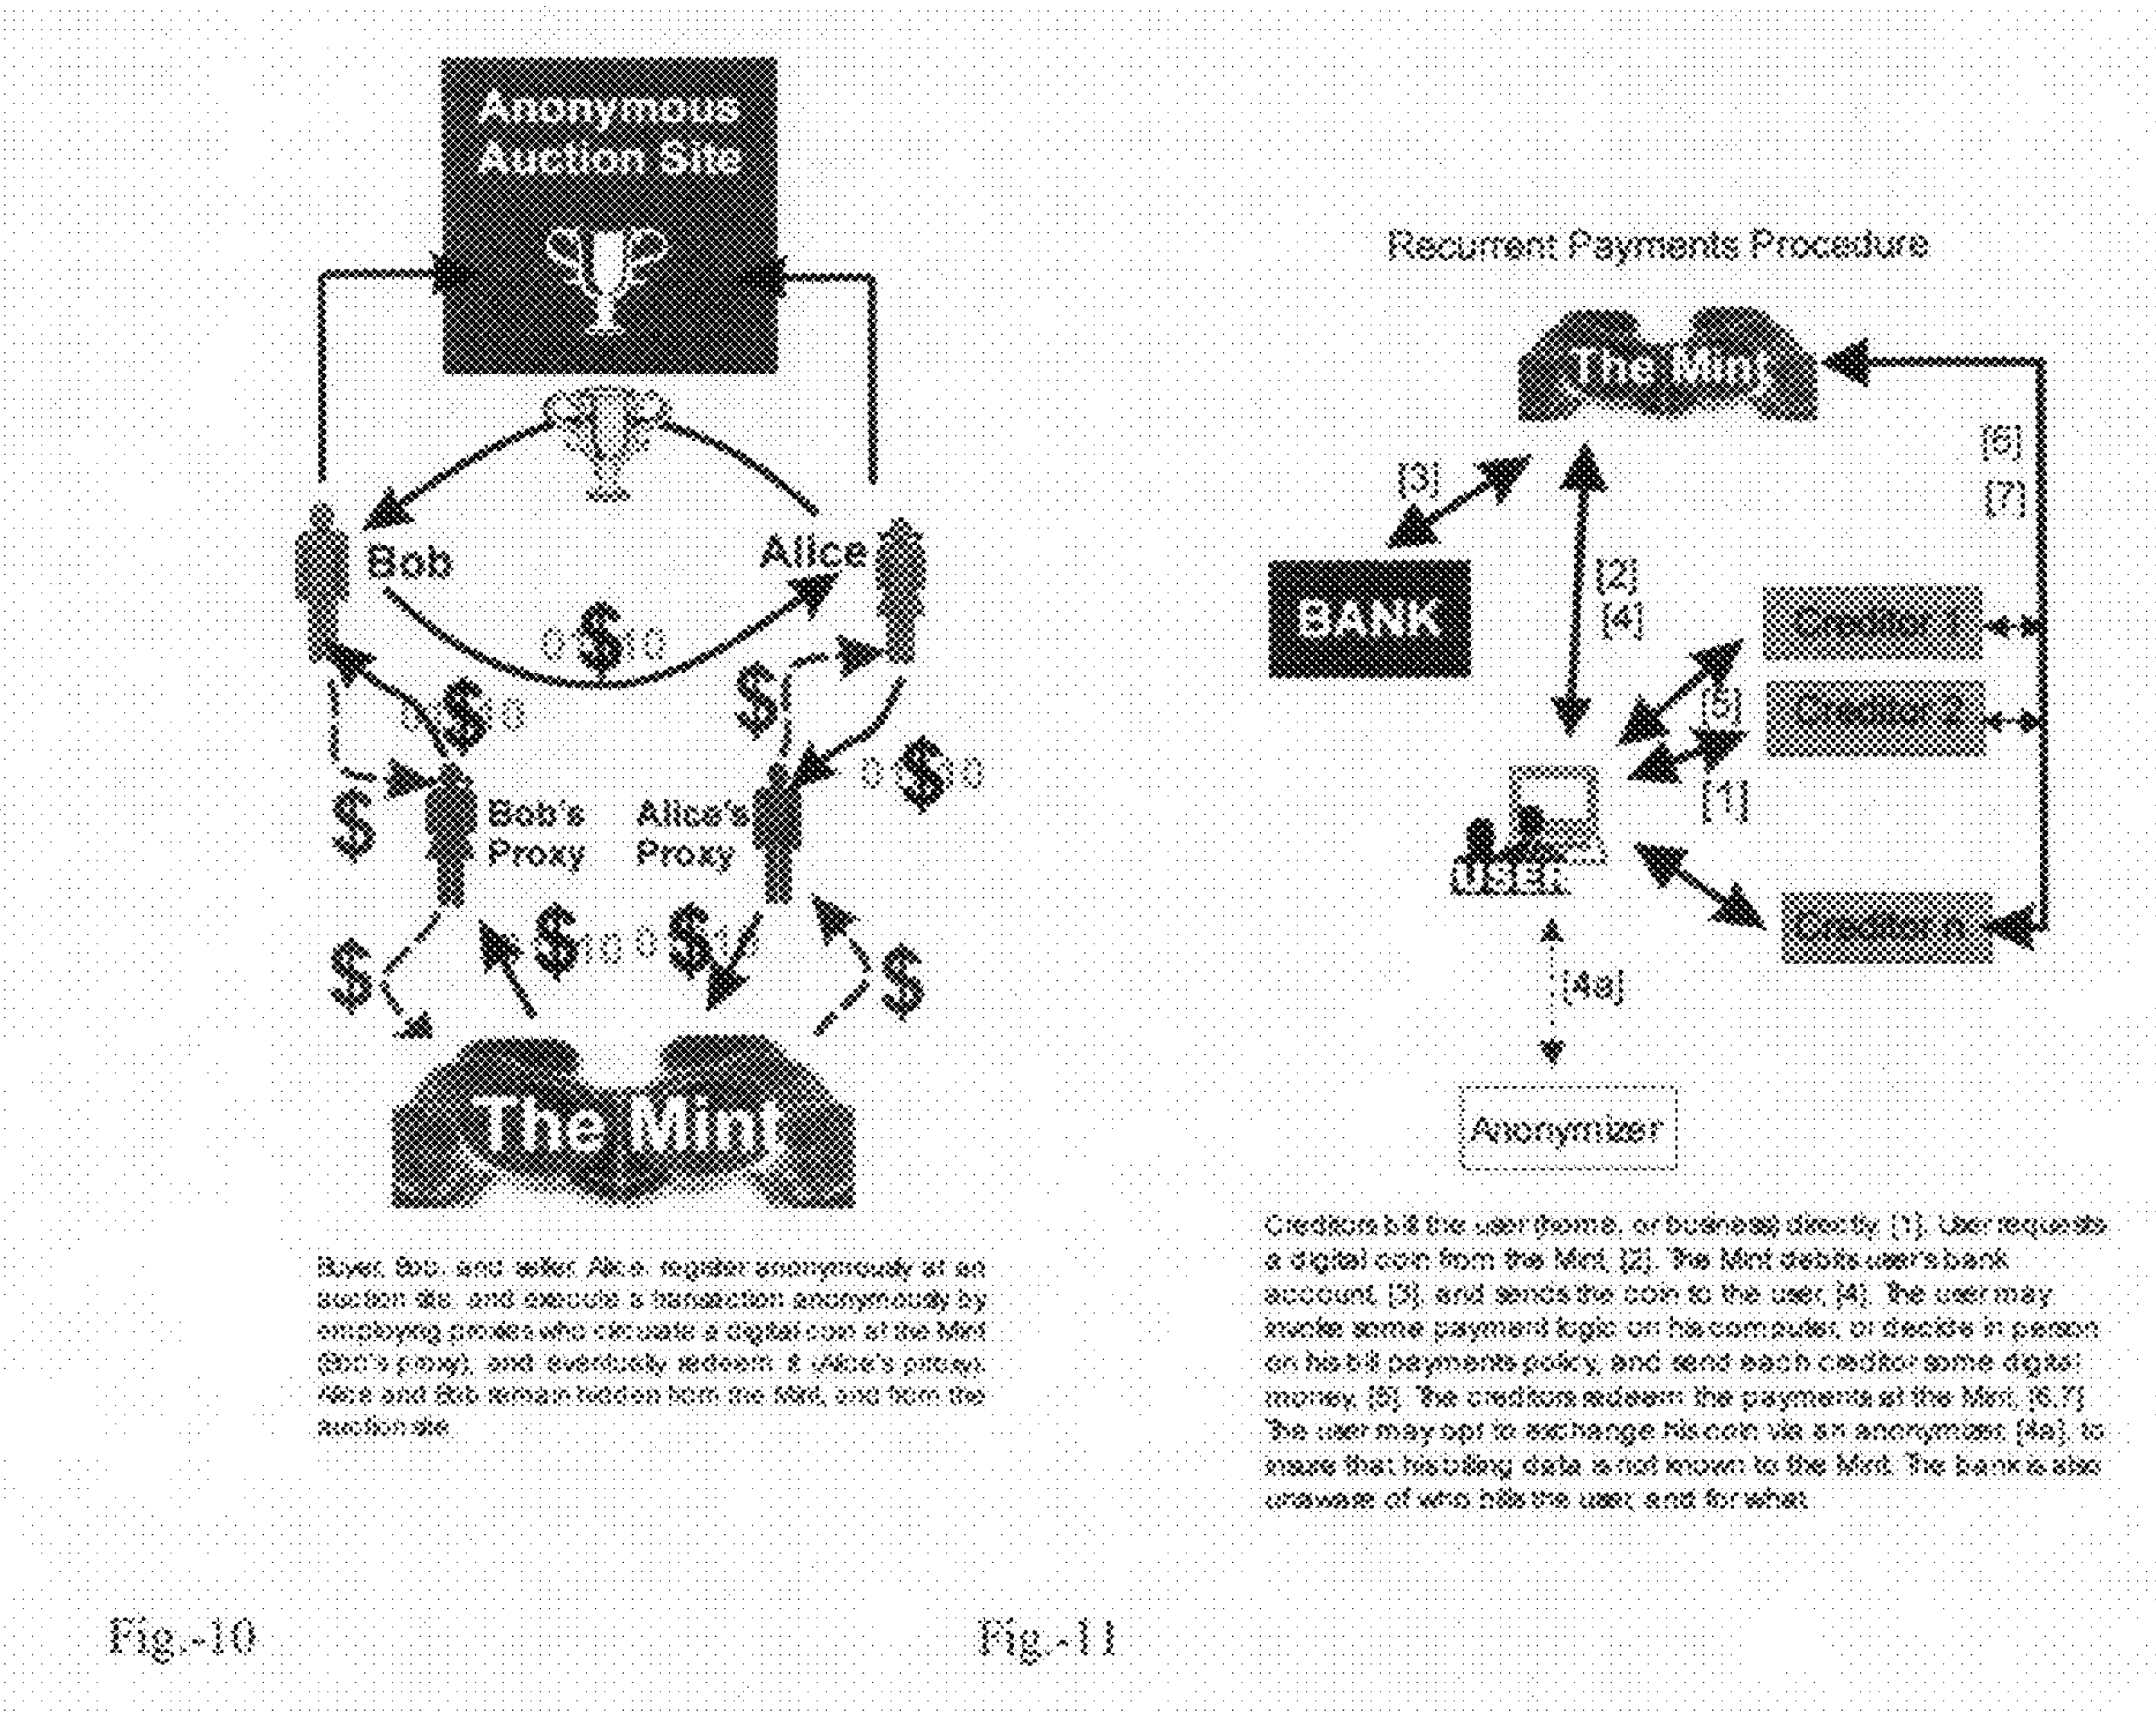 Anonymous
Auction Site
Bob
Alice
0 $ 10
$
0 $ 0
0 $ 0
$
Bob's
Proxy
Alice's
Proxy
$
$ 10
0 $ 1
$
The Mint
Buyer, Bob, and seller, Alice, register anonymously at an
auction site, and execute a transaction anonymously by
employing proxies who circulate a digital coin at the Mint
(Bob's proxy), and eventually redeem it (Alice's proxy).
Alice and Bob remain hidden from the Mint, and from the
auction site
Fig.-10
Recurrent Payments Procedure
The Mint
[6]
[7]
[3]
[2]
[4]
BANK
Creditor 1
Creditor 2
[5]
[1]
USER
Creditor n
[4a]
Anonymizer
Creditors bill the user (home, or business) directly, [1]. User requests
a digital coin from the Mint, [2]. The Mint debits user's bank
account, [3], and sends the coin to the user, [4]. The user may
invoke some payment logic on his computer, or decide in person
on his bill payments policy, and send each creditor some digital
money, [5]. The creditors redeem the payments at the Mint, [6,7]
The user may opt to exchange his coin via an anonymizer, [4a], to
insure that his billing data is not known to the Mint. The bank is also
unaware of who bills the user, and for what.
Fig.-11